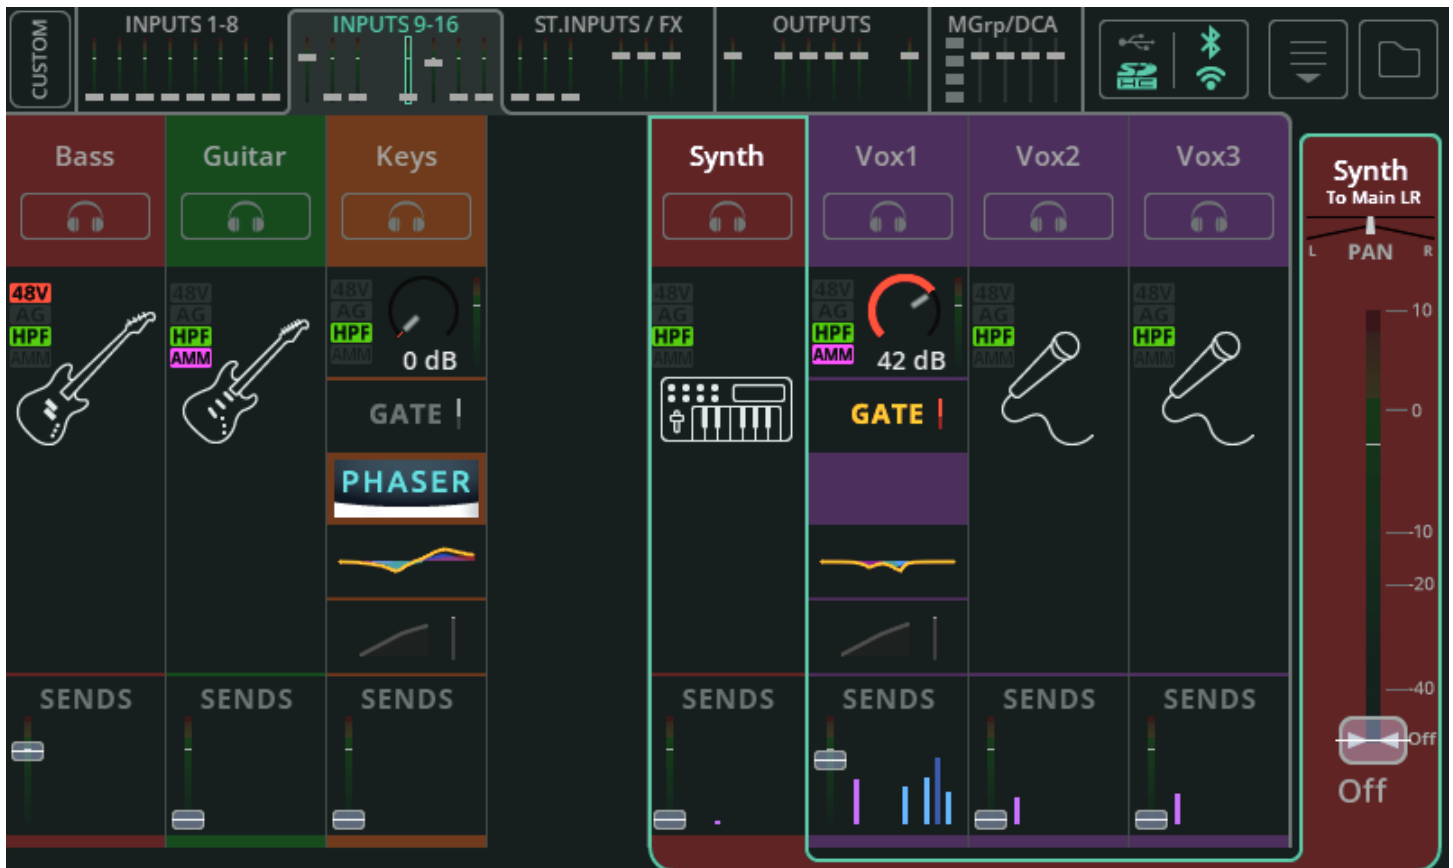 CUSTOM
INPUTS 1-8
INPUTS 9-16
ST.INPUTS / FX
OUTPUTS
MGrp/DCA
SD
HC
Bass
Guitar
Keys
Synth
Vox1
Vox2
Vox3
Synth
To Main LR
L PAN R
48V
AG
HPF
AMM
48V
AG
HPF
AMM
48V
AG
HPF
AMM
0 dB
GATE
PHASER
48V
AG
HPF
AMM
48V
AG
HPF
AMM
42 dB
GATE
48V
AG
HPF
AMM
48V
AG
HPF
AMM
10
0
-10
-20
-40
Off
Off
SENDS
SENDS
SENDS
SENDS
SENDS
SENDS
SENDS